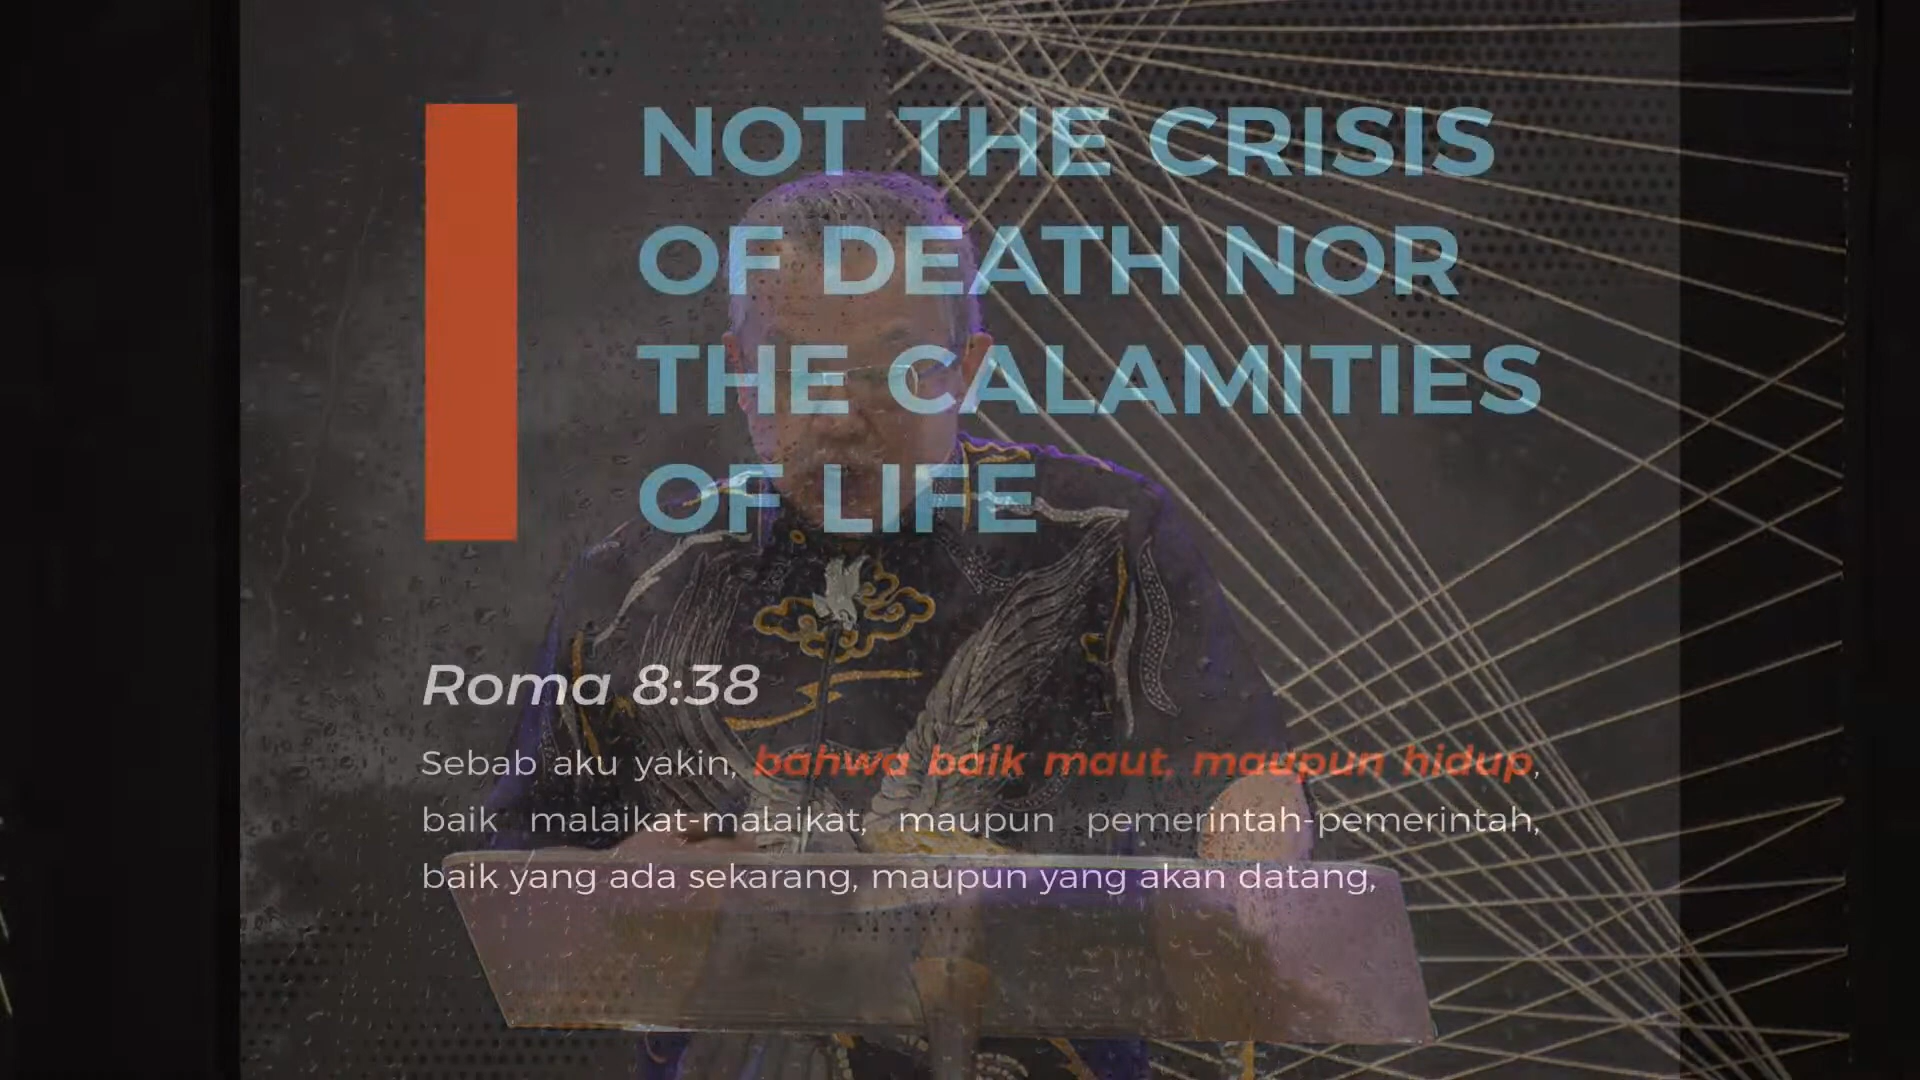 NOT THE CRISIS
OF DEATH NOR
THE CALAMITIES
OF LIFE
Roma 8:38
Sebab aku yakin, bahwa baik maut, maupun hidup,
baik malaikat-malaikat, maupun pemerintah-pemerintah,
baik yang ada sekarang, maupun yang akan datang,